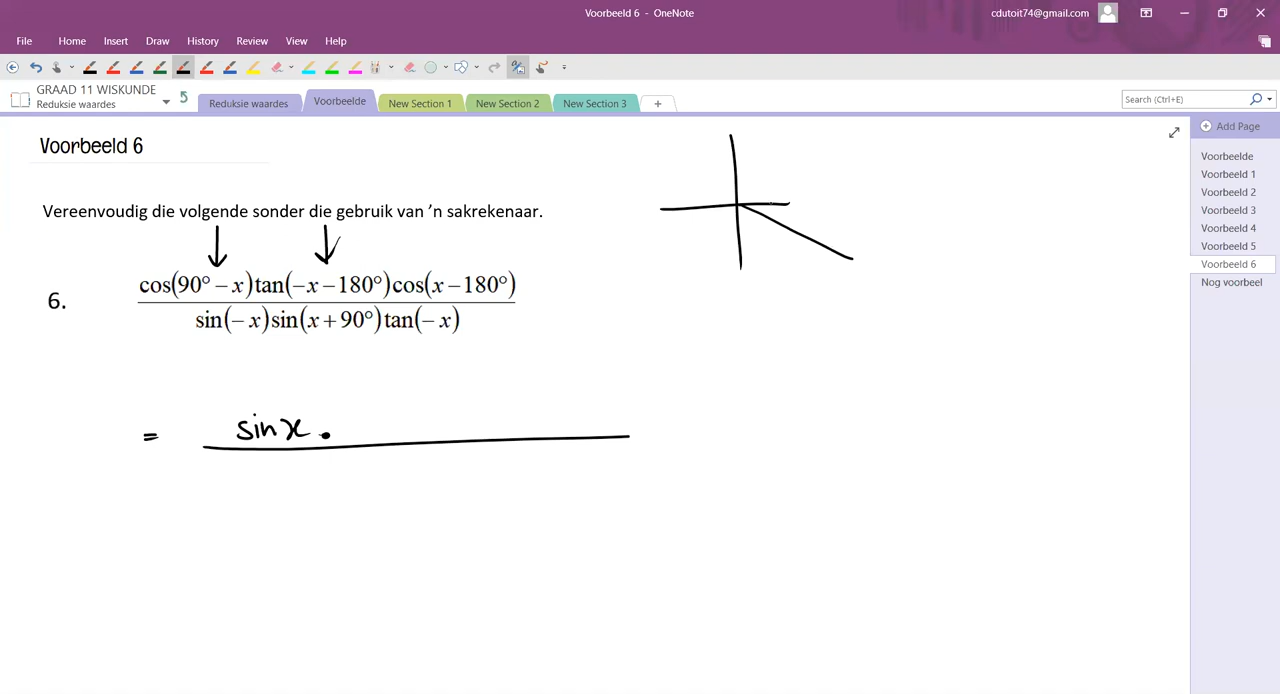 Voorbeeld 6 - OneNote
cdutoit74@gmail.com
File Home Insert Draw History Review View Help
GRAAD 11 WISKUNDE
Reduksie waardes
Reduksie waardes Voorbeelde New Section 1 New Section 2 New Section 3 +
Search (Ctrl+E)
Add Page
Voorbeelde
Voorbeeld 1
Voorbeeld 2
Voorbeeld 3
Voorbeeld 4
Voorbeeld 5
Voorbeeld 6
Nog voorbeel
Voorbeeld 6
Vereenvoudig die volgende sonder die gebruik van 'n sakrekenaar.
6.
cos(90° − x)tan(−x − 180°)cos(x − 180°)
sin(− x)sin(x + 90°)tan(− x)
= sin x .